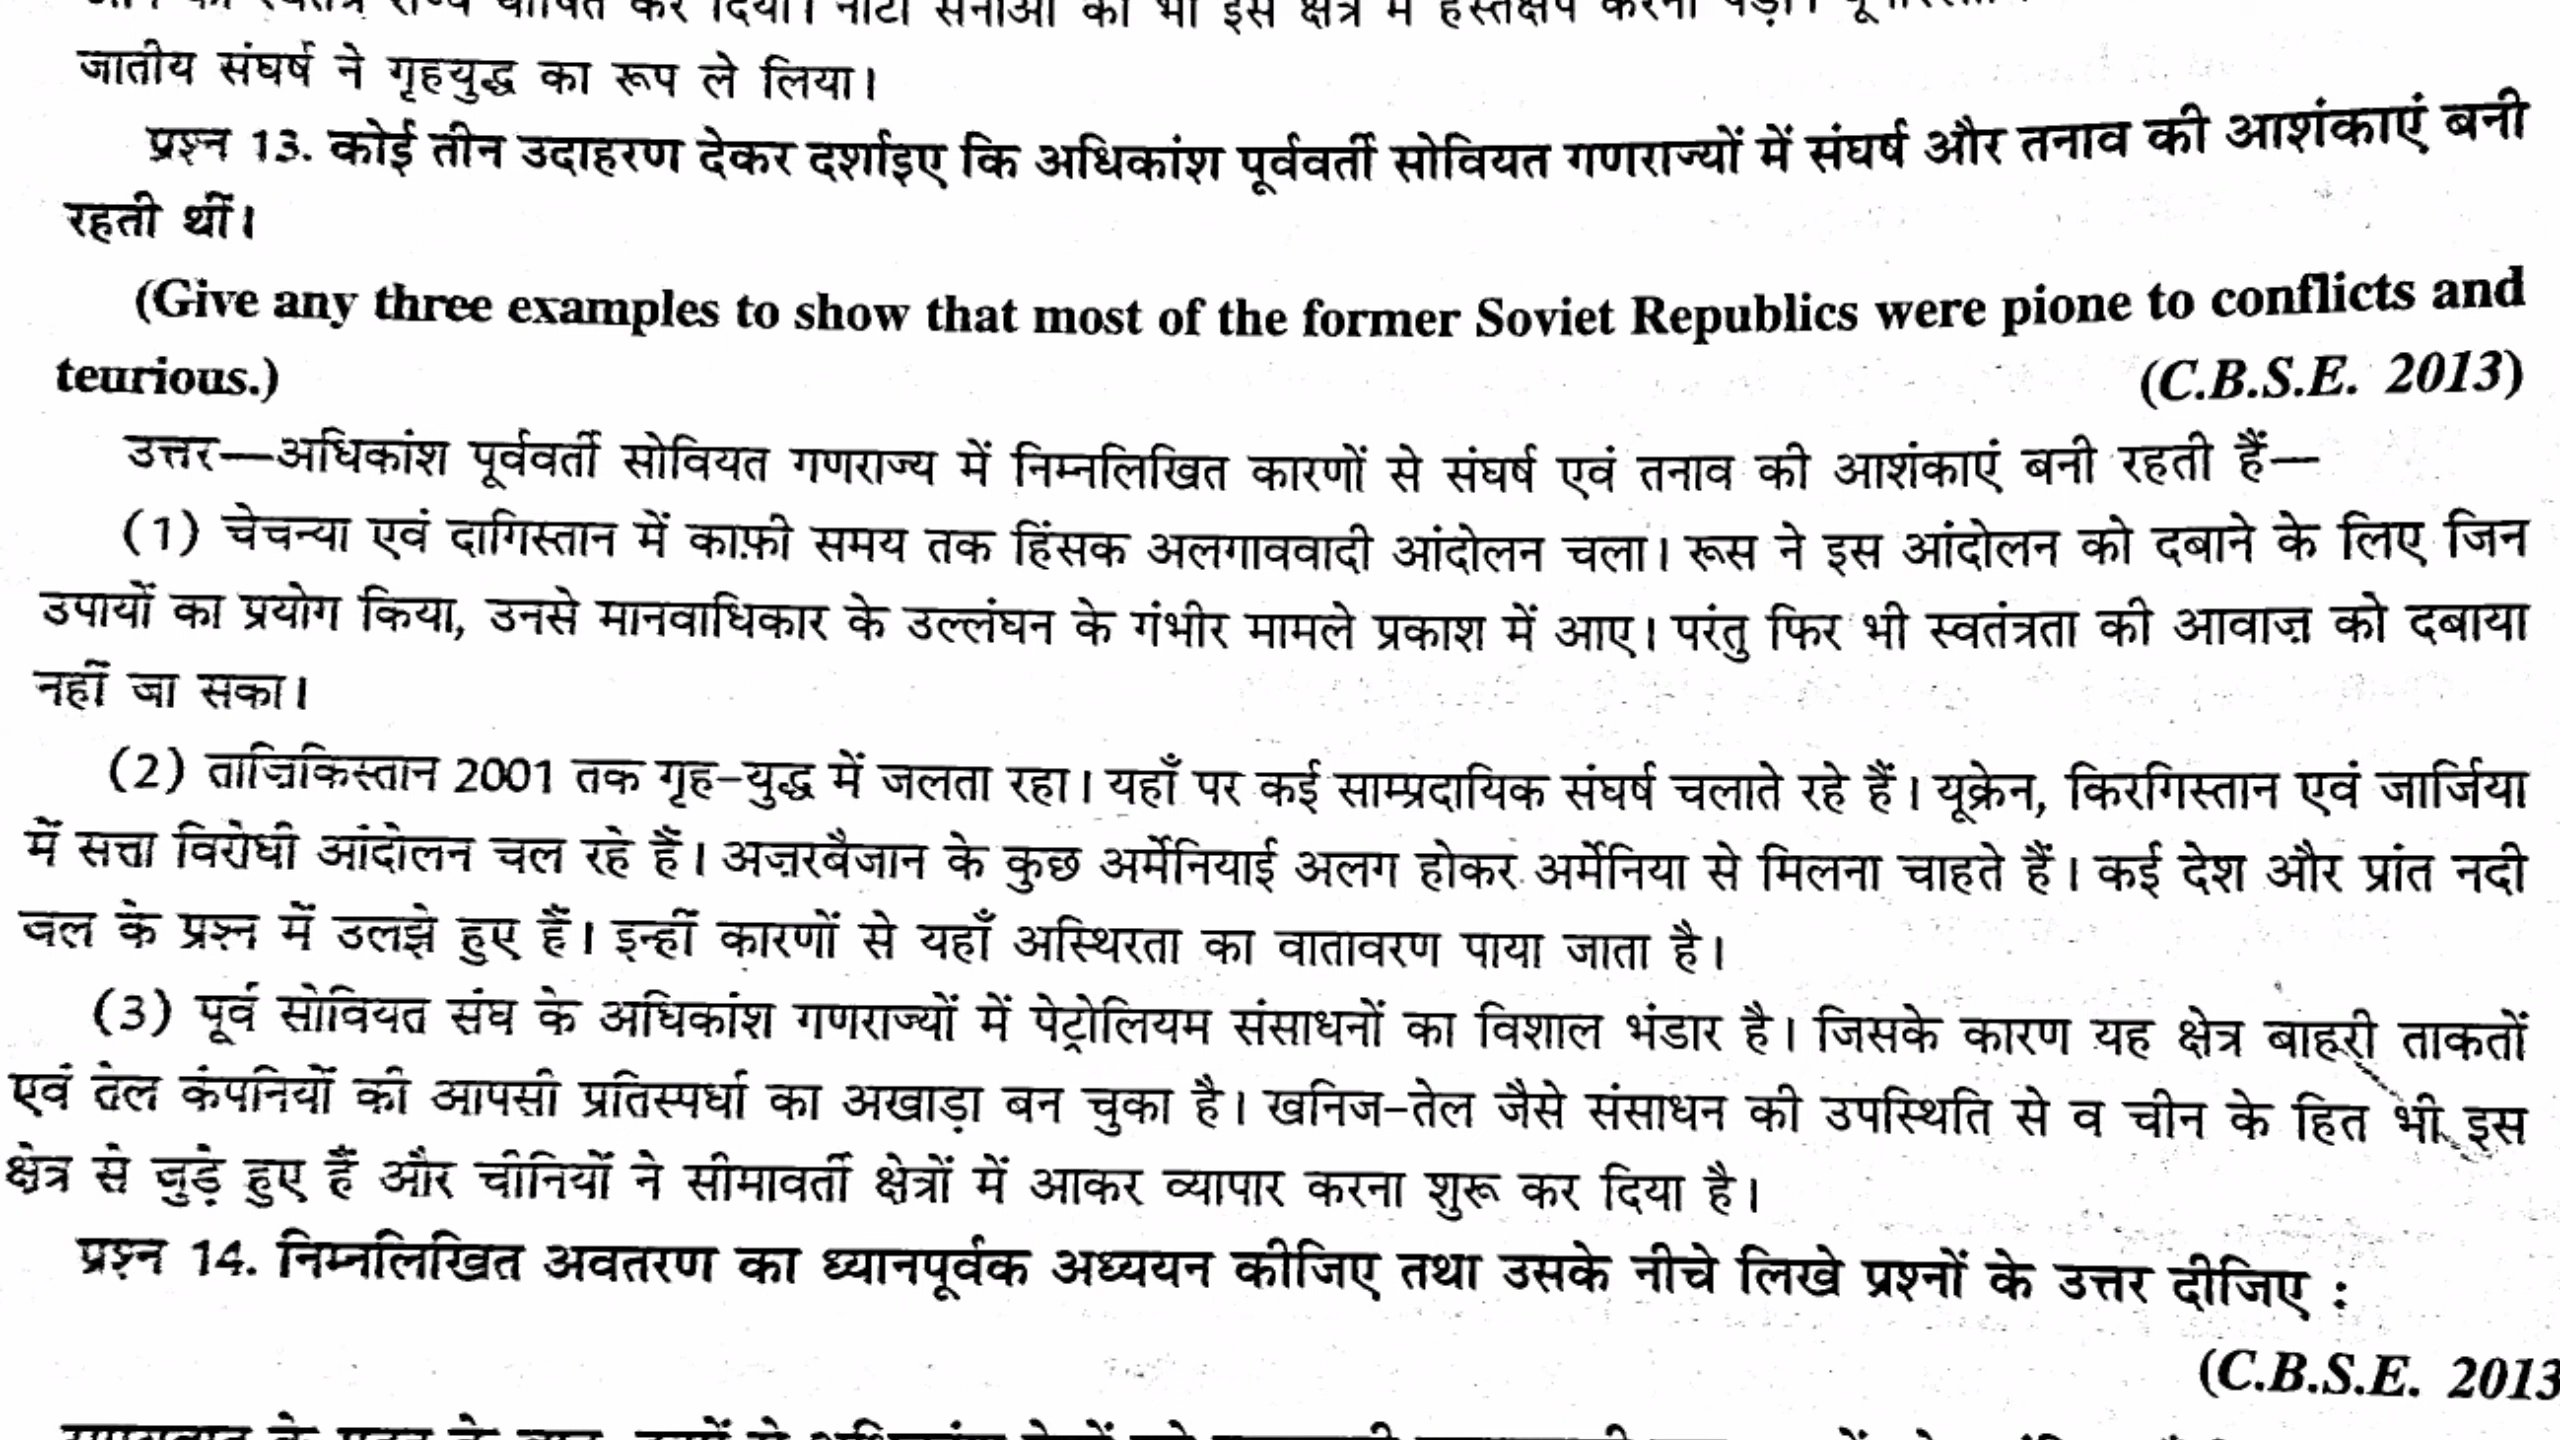 को स्वतंत्र राज्य घोषित कर दिया। नाटो सेनाओं को भी इस क्षेत्र में हस्तक्षेप करना पड़ा।
जातीय संघर्ष ने गृहयुद्ध का रूप ले लिया।
प्रश्न 13. कोई तीन उदाहरण देकर दर्शाइए कि अधिकांश पूर्ववर्ती सोवियत गणराज्यों में संघर्ष और तनाव की आशंकाएं बनी
रहती थीं।
(Give any three examples to show that most of the former Soviet Republics were pione to conflicts and
teurious.) (C.B.S.E. 2013)
उत्तर—अधिकांश पूर्ववर्ती सोवियत गणराज्य में निम्नलिखित कारणों से संघर्ष एवं तनाव की आशंकाएं बनी रहती हैं—
(1) चेचन्या एवं दागिस्तान में काफ़ी समय तक हिंसक अलगाववादी आंदोलन चला। रूस ने इस आंदोलन को दबाने के लिए जिन
उपायों का प्रयोग किया, उनसे मानवाधिकार के उल्लंघन के गंभीर मामले प्रकाश में आए। परंतु फिर भी स्वतंत्रता की आवाज़ को दबाया
नहीं जा सका।
(2) ताज़िकिस्तान 2001 तक गृह-युद्ध में जलता रहा। यहाँ पर कई साम्प्रदायिक संघर्ष चलाते रहे हैं। यूक्रेन, किरगिस्तान एवं जार्जिया
में सत्ता विरोधी आंदोलन चल रहे हैं। अज़रबैजान के कुछ अर्मेनियाई अलग होकर अर्मेनिया से मिलना चाहते हैं। कई देश और प्रांत नदी
जल के प्रश्न में उलझे हुए हैं। इन्हीं कारणों से यहाँ अस्थिरता का वातावरण पाया जाता है।
(3) पूर्व सोवियत संघ के अधिकांश गणराज्यों में पेट्रोलियम संसाधनों का विशाल भंडार है। जिसके कारण यह क्षेत्र बाहरी ताकतों
एवं तेल कंपनियों की आपसी प्रतिस्पर्धा का अखाड़ा बन चुका है। खनिज-तेल जैसे संसाधन की उपस्थिति से व चीन के हित भी इस
क्षेत्र से जुड़े हुए हैं और चीनियों ने सीमावर्ती क्षेत्रों में आकर व्यापार करना शुरू कर दिया है।
प्रश्न 14. निम्नलिखित अवतरण का ध्यानपूर्वक अध्ययन कीजिए तथा उसके नीचे लिखे प्रश्नों के उत्तर दीजिए :
(C.B.S.E. 2013